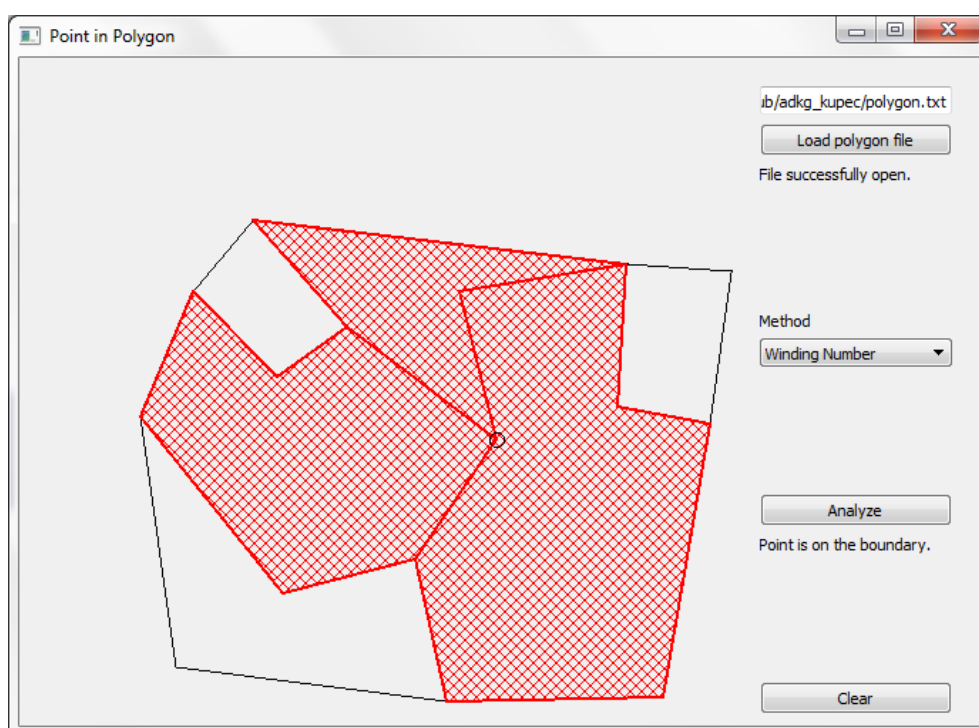 Point in Polygon
ub/adkg_kupec/polygon.txt
Load polygon file
File successfully open.
Method
Winding Number
Analyze
Point is on the boundary.
Clear